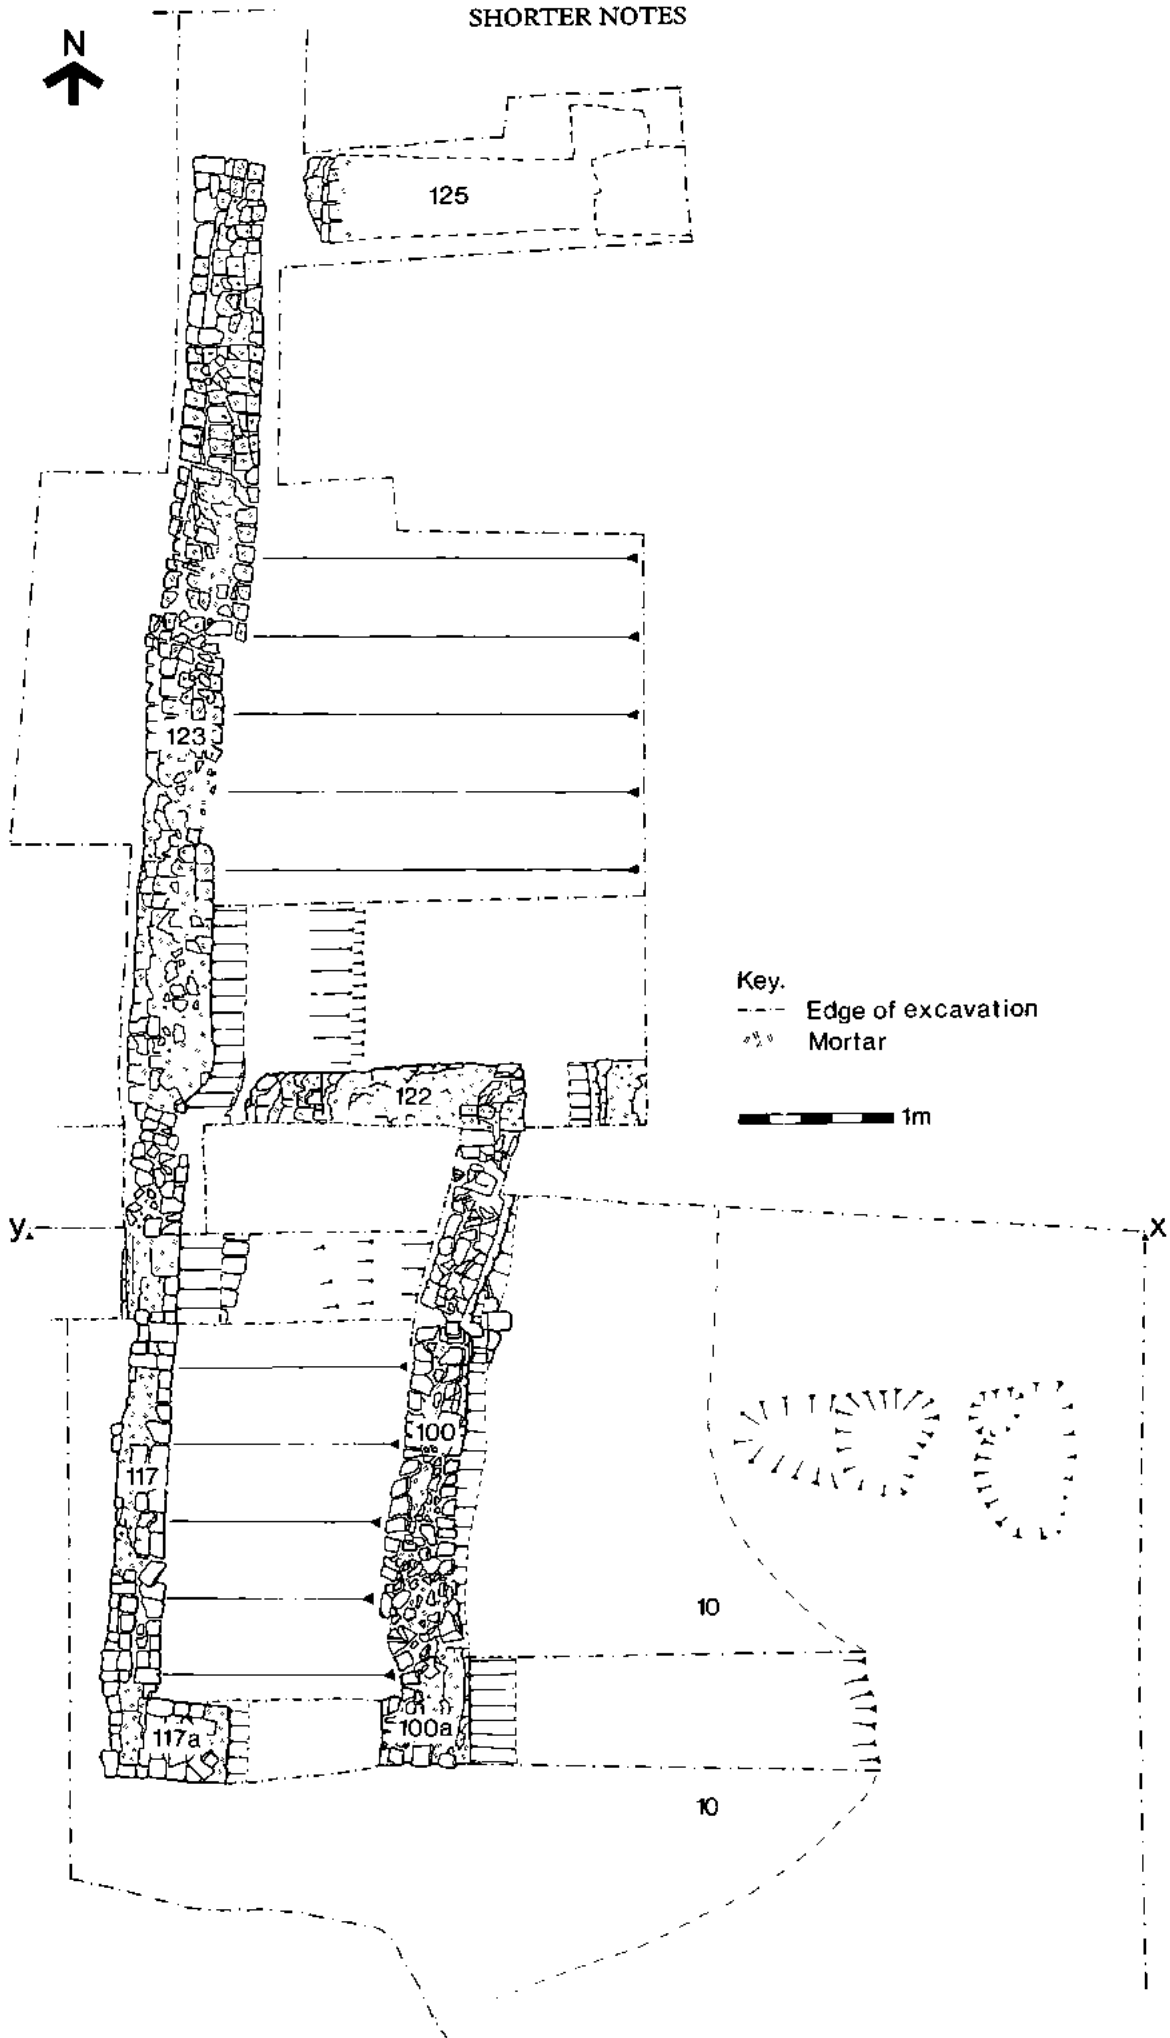 SHORTER NOTES
N
125
123
Key.
Edge of excavation
Mortar
122
1m
y
X
100
117
10
100a
117a
10